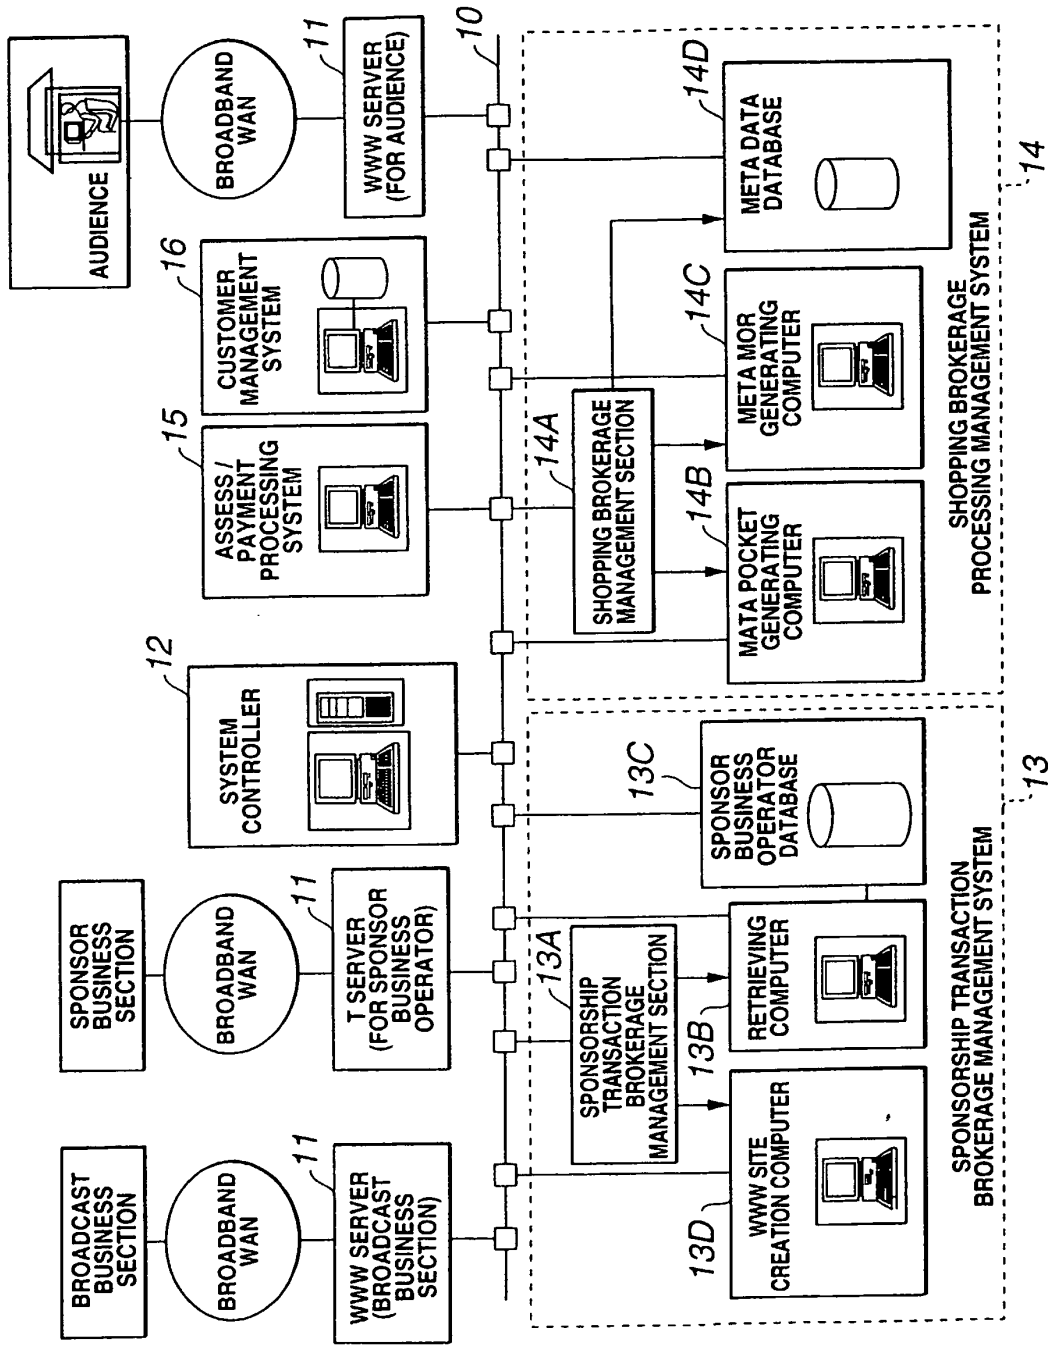 BROADCAST
BUSINESS
SECTION
BROADBAND
WAN
11
WWW SERVER
(BROADCAST
BUSINESS
SECTION)
SPONSOR
BUSINESS
SECTION
BROADBAND
WAN
11
T SERVER
(FOR SPONSOR
BUSINESS
OPERATOR)
12
SYSTEM
CONTROLLER
15
ASSESS/
PAYMENT
PROCESSING
SYSTEM
16
CUSTOMER
MANAGEMENT
SYSTEM
AUDIENCE
BROADBAND
WAN
11
WWW SERVER
(FOR AUDIENCE)
10
13A
SPONSORSHIP
TRANSACTION
BROKERAGE
MANAGEMENT SECTION
13D
WWW SITE
CREATION COMPUTER
13B
RETRIEVING
COMPUTER
13C
SPONSOR
BUSINESS
OPERATOR
DATABASE
SPONSORSHIP TRANSACTION
BROKERAGE MANAGEMENT SYSTEM
13
14A
SHOPPING BROKERAGE
MANAGEMENT SECTION
14B
MATA POCKET
GENERATING
COMPUTER
14C
META MOR
GENERATING
COMPUTER
14D
META DATA
DATABASE
SHOPPING BROKERAGE
PROCESSING MANAGEMENT SYSTEM
14